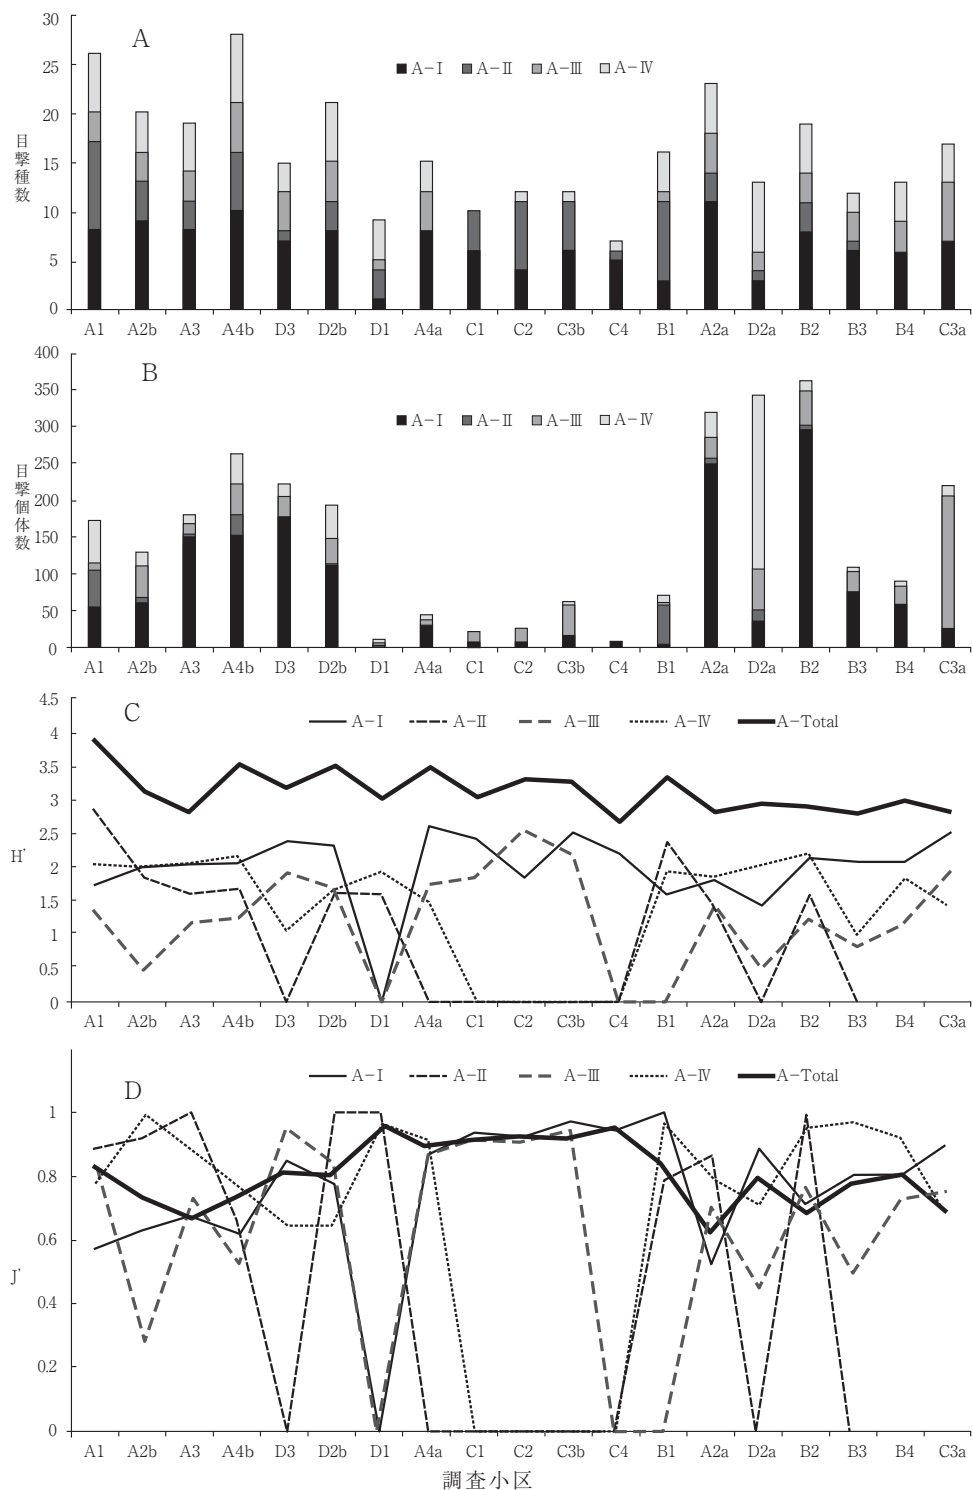 A
■ A-Ⅰ ■ A-Ⅱ ■ A-Ⅲ □ A-Ⅳ
目撃種数
30
25
20
15
10
5
0
A1 A2b A3 A4b D3 D2b D1 A4a C1 C2 C3b C4 B1 A2a D2a B2 B3 B4 C3a
B
■ A-Ⅰ ■ A-Ⅱ ■ A-Ⅲ □ A-Ⅳ
目撃個体数
400
350
300
250
200
150
100
50
0
A1 A2b A3 A4b D3 D2b D1 A4a C1 C2 C3b C4 B1 A2a D2a B2 B3 B4 C3a
C
A-Ⅰ A-Ⅱ A-Ⅲ A-Ⅳ A-Total
H'
4.5
4
3.5
3
2.5
2
1.5
1
0.5
0
A1 A2b A3 A4b D3 D2b D1 A4a C1 C2 C3b C4 B1 A2a D2a B2 B3 B4 C3a
D
A-Ⅰ A-Ⅱ A-Ⅲ A-Ⅳ A-Total
J'
1
0.8
0.6
0.4
0.2
0
A1 A2b A3 A4b D3 D2b D1 A4a C1 C2 C3b C4 B1 A2a D2a B2 B3 B4 C3a
調査小区